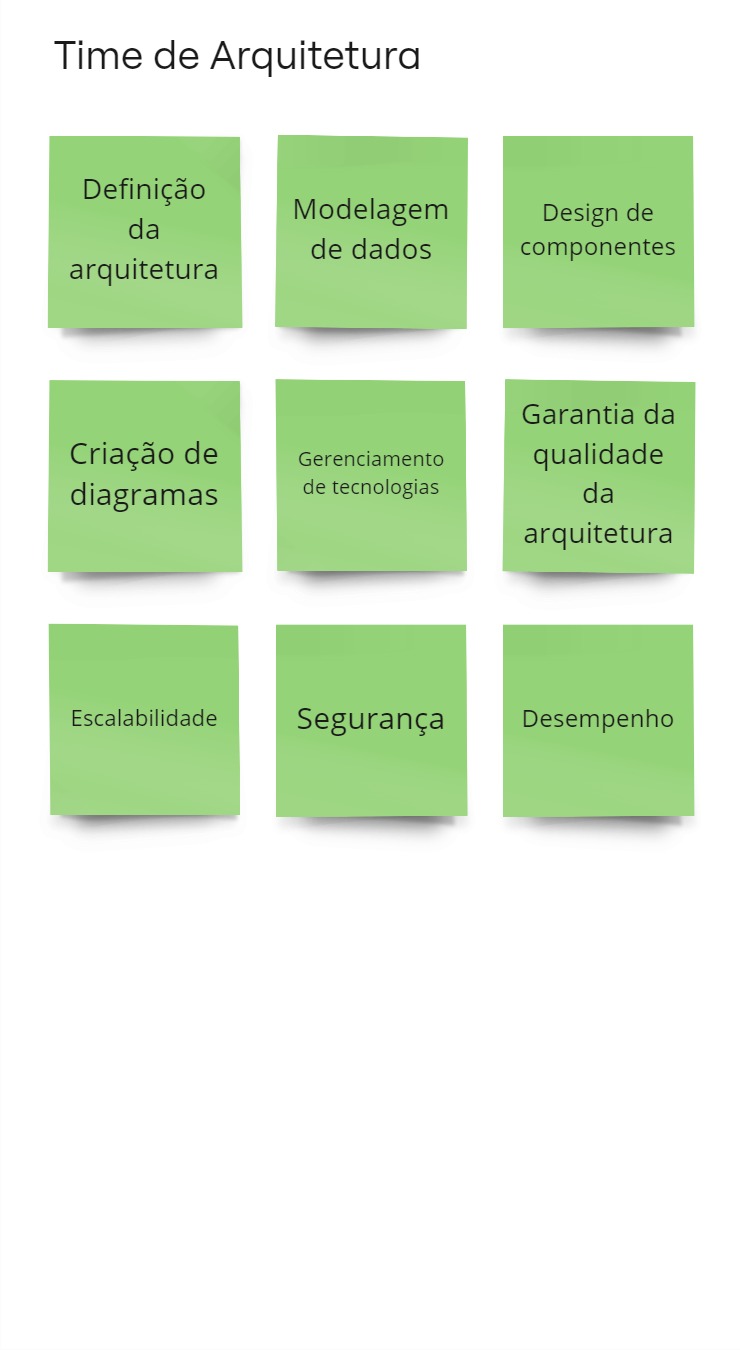 Time de Arquitetura
Definição
da
arquitetura
Modelagem
de dados
Design de
componentes
Criação de
diagramas
Gerenciamento
de tecnologias
Garantia da
qualidade
da
arquitetura
Escalabilidade
Segurança
Desempenho